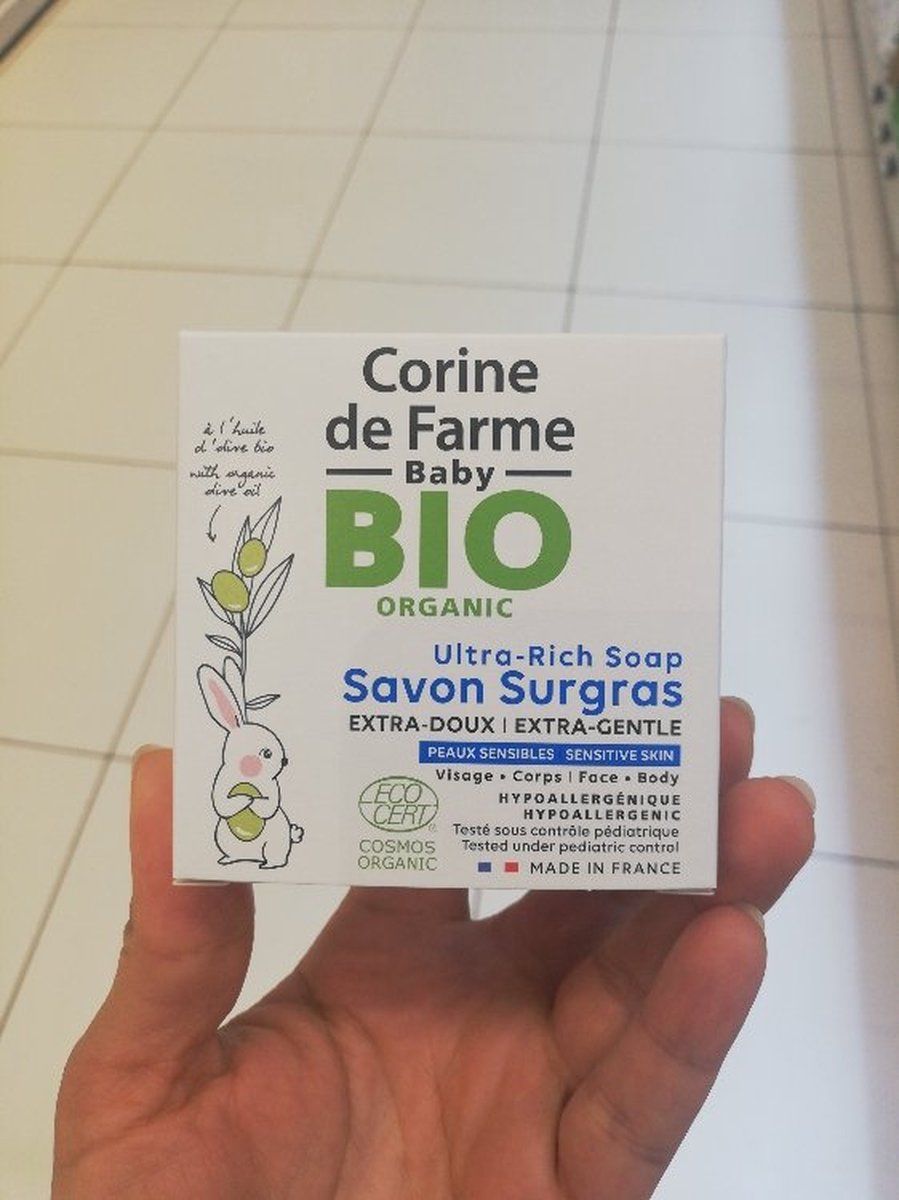 Corine
de Farme
Baby
BIO
ORGANIC
à l'huile
d'olive bio
with organic
olive oil
Ultra-Rich Soap
Savon Surgras
EXTRA-DOUX | EXTRA-GENTLE
PEAUX SENSIBLES SENSITIVE SKIN
Visage • Corps | Face • Body
HYPOALLERGÉNIQUE
HYPOALLERGENIC
Testé sous contrôle pédiatrique
Tested under pediatric control
MADE IN FRANCE
ECO
CERT®
COSMOS
ORGANIC